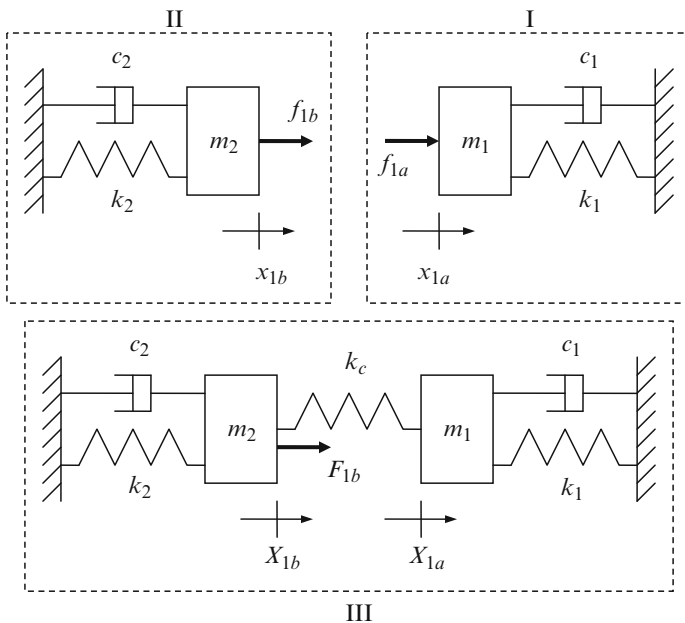 II
I
c₂
c₁
m₂
f₁b
f₁a
m₁
k₂
k₁
x₁b
x₁a
c₂
k_c
c₁
m₂
m₁
F₁b
k₂
k₁
X₁b
X₁a
III